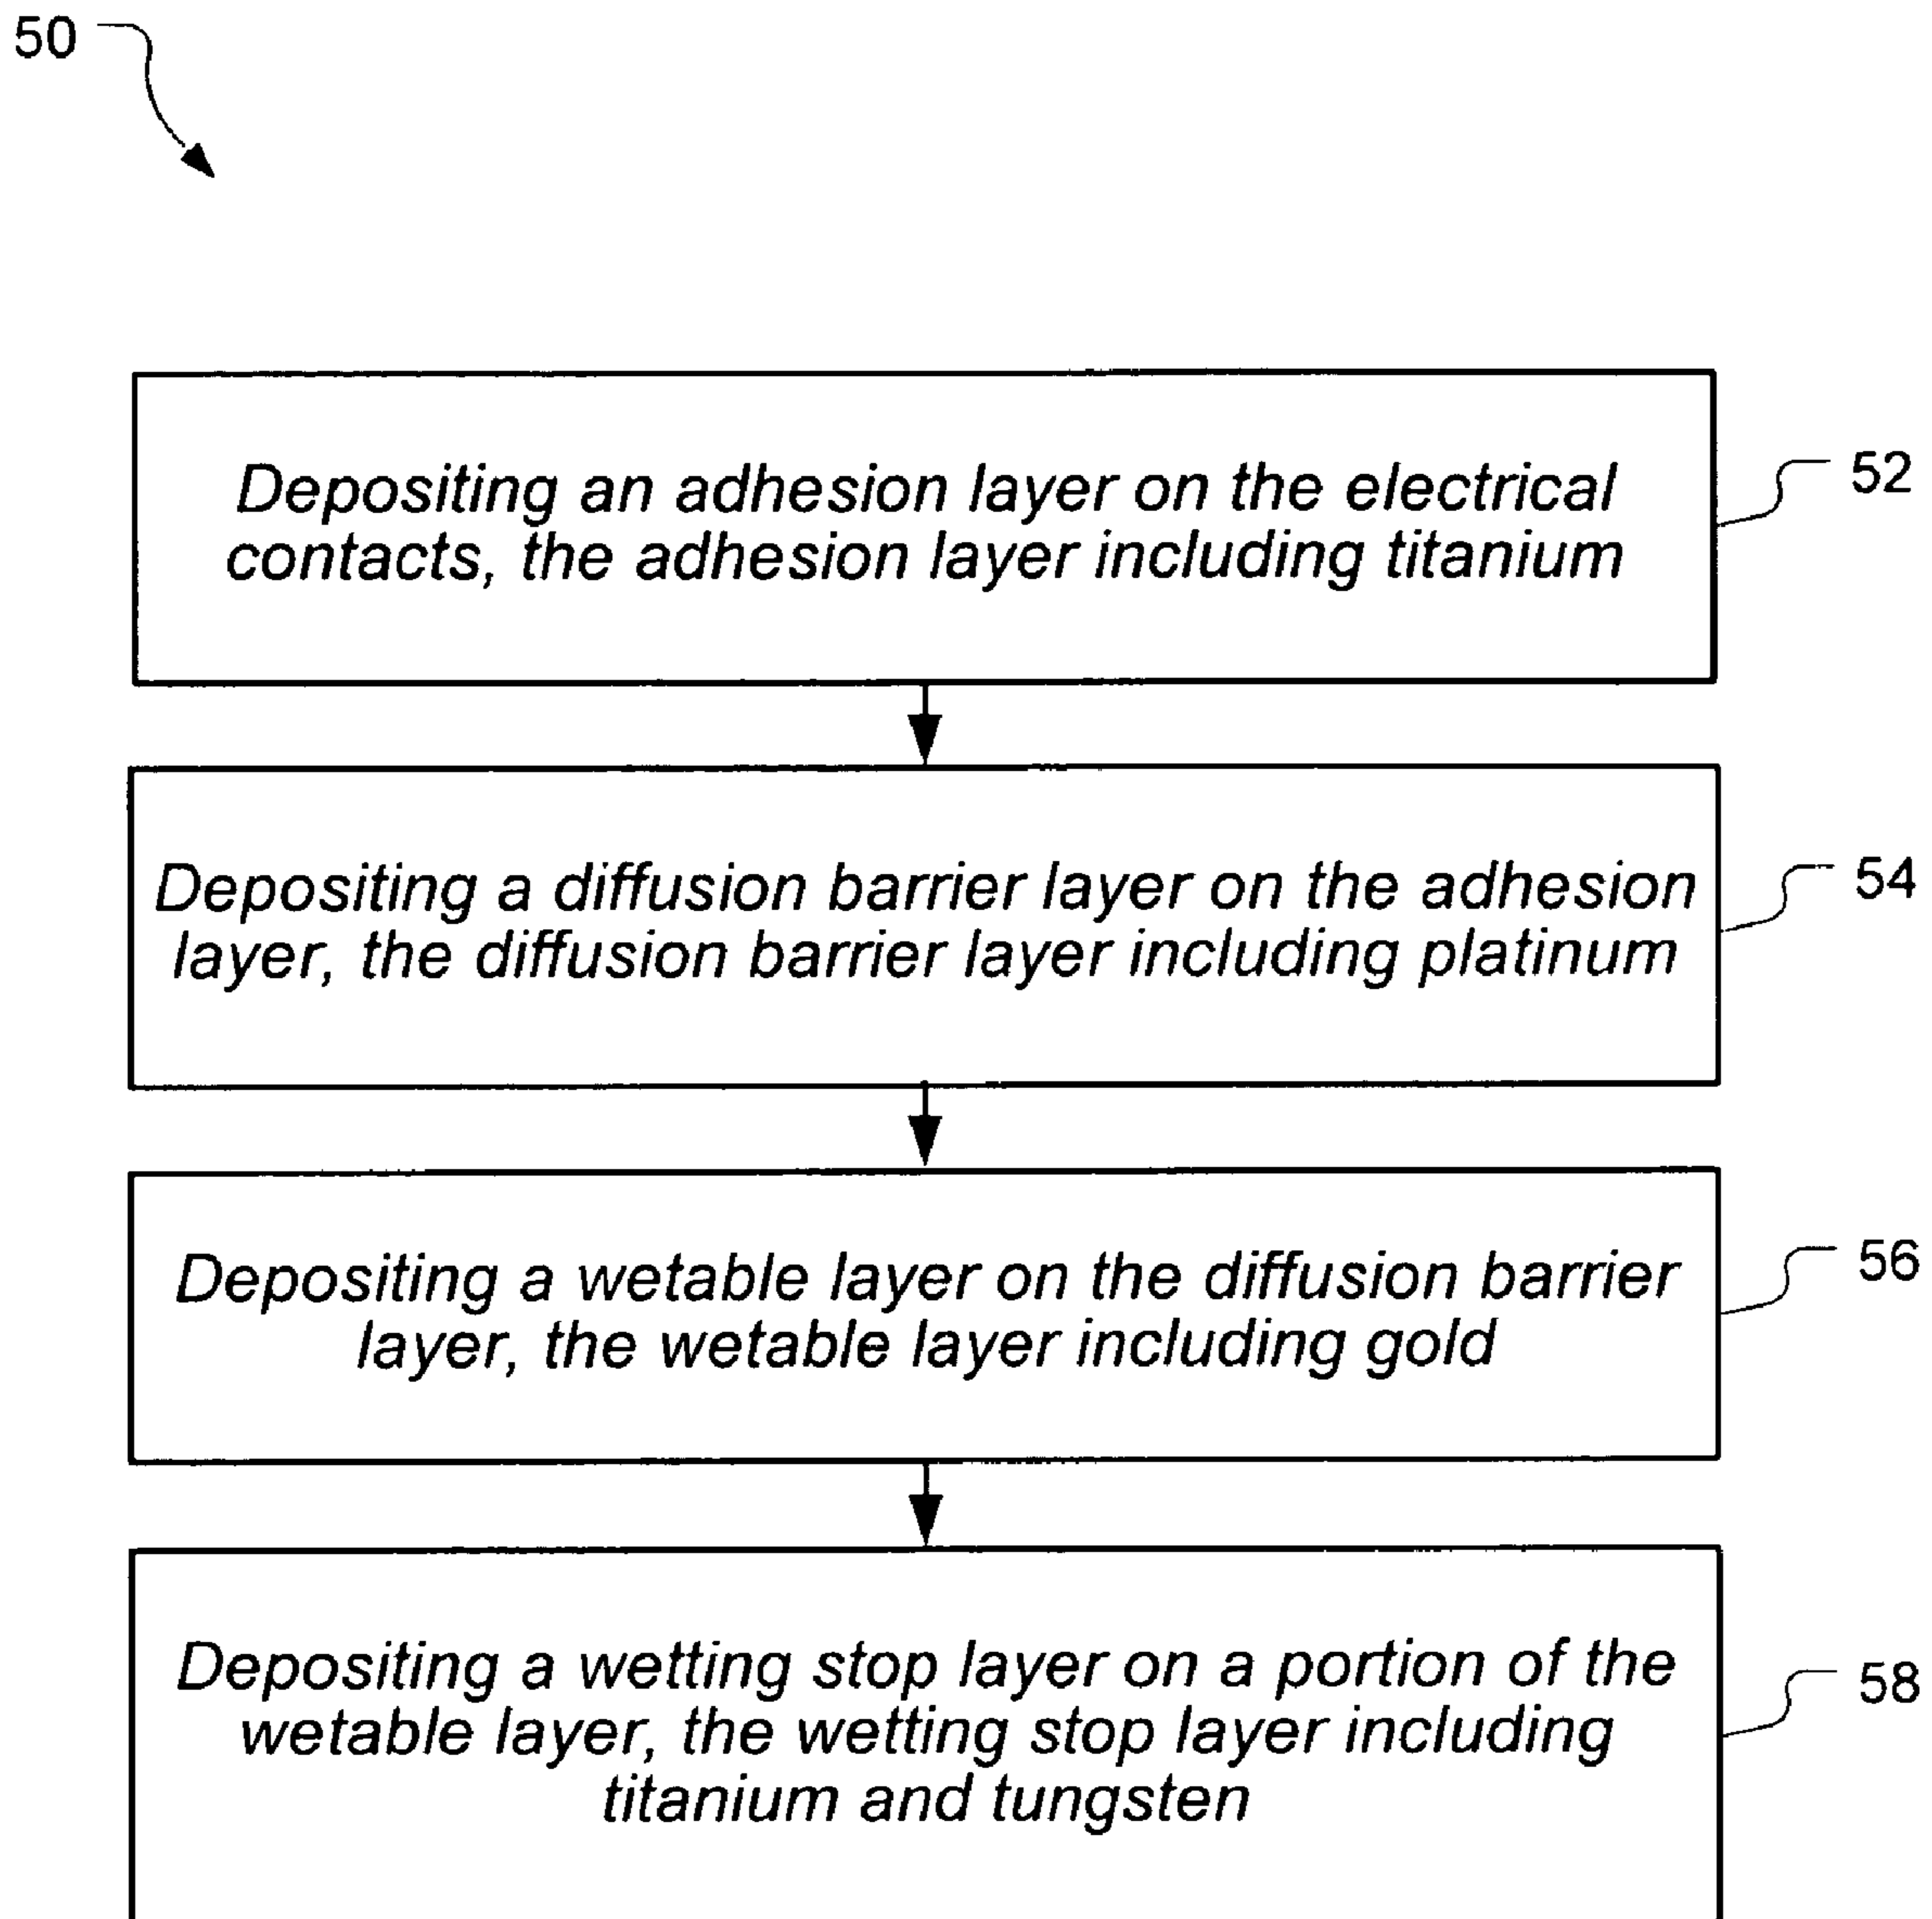 50
Depositing an adhesion layer on the electrical
contacts, the adhesion layer including titanium
52
Depositing a diffusion barrier layer on the adhesion
layer, the diffusion barrier layer including platinum
54
Depositing a wetable layer on the diffusion barrier
layer, the wetable layer including gold
56
Depositing a wetting stop layer on a portion of the
wetable layer, the wetting stop layer including
titanium and tungsten
58